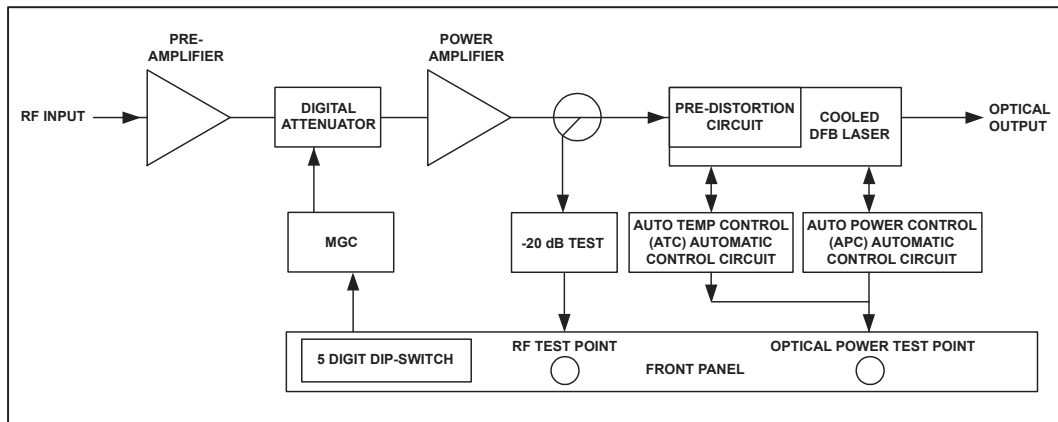 PRE-
AMPLIFIER
POWER
AMPLIFIER
RF INPUT
DIGITAL
ATTENUATOR
PRE-DISTORTION
CIRCUIT
COOLED
DFB LASER
OPTICAL
OUTPUT
MGC
-20 dB TEST
AUTO TEMP CONTROL
(ATC) AUTOMATIC
CONTROL CIRCUIT
AUTO POWER CONTROL
(APC) AUTOMATIC
CONTROL CIRCUIT
5 DIGIT DIP-SWITCH
RF TEST POINT
FRONT PANEL
OPTICAL POWER TEST POINT